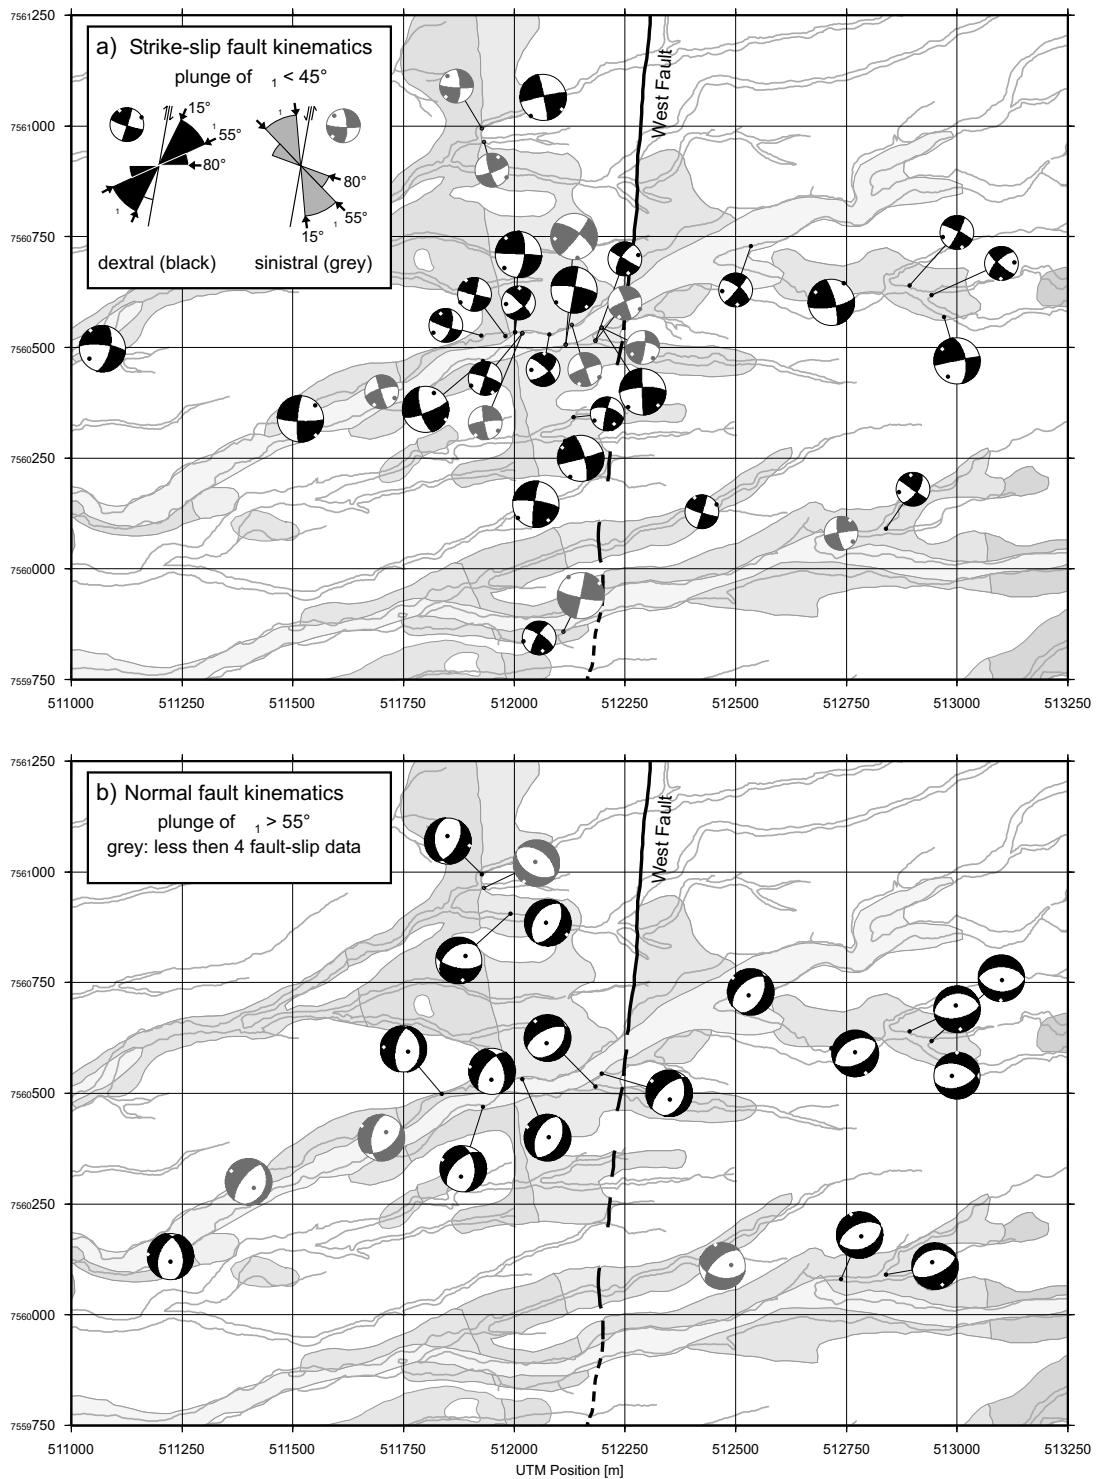 7561250
7561000
7560750
7560500
7560250
7560000
7559750
a) Strike-slip fault kinematics
plunge of 1 < 45°
15°
1 55°
80°
1
80°
1 55°
15°
dextral (black) sinistral (grey)
West Fault
511000 511250 511500 511750 512000 512250 512500 512750 513000 513250
7561250
7561000
7560750
7560500
7560250
7560000
7559750
b) Normal fault kinematics
plunge of 1 > 55°
grey: less then 4 fault-slip data
West Fault
511000 511250 511500 511750 512000 512250 512500 512750 513000 513250
UTM Position [m]